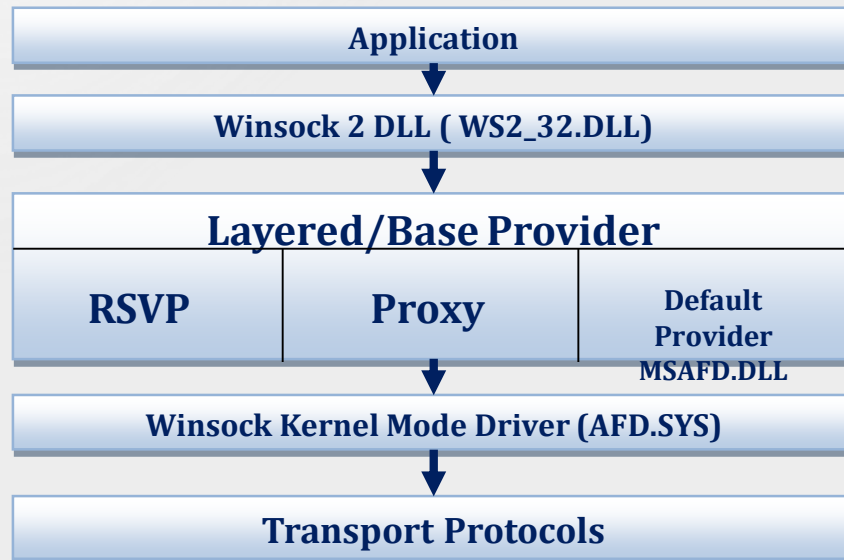 Application
Winsock 2 DLL ( WS2_32.DLL)
Layered/Base Provider
RSVP
Proxy
Default
Provider
MSAFD.DLL
Winsock Kernel Mode Driver (AFD.SYS)
Transport Protocols